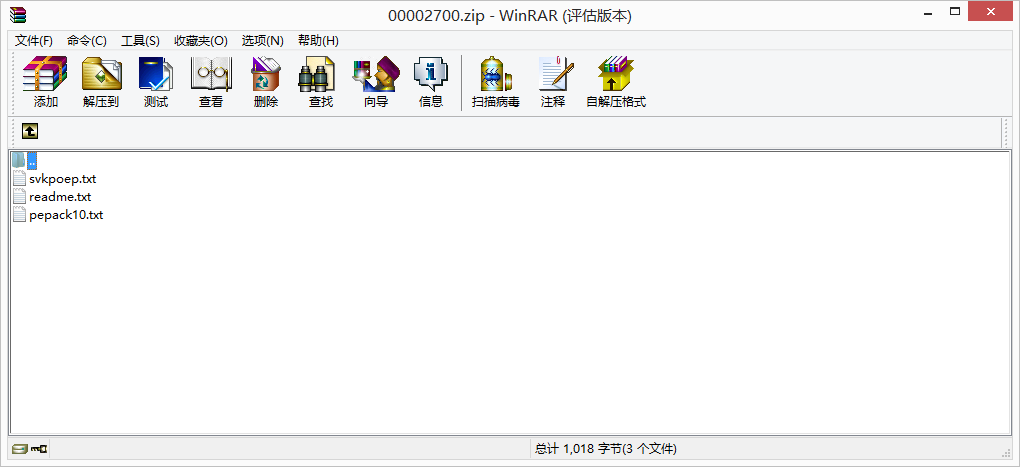 00002700.zip - WinRAR (评估版本)
文件(F) 命令(C) 工具(S) 收藏夹(O) 选项(N) 帮助(H)
添加 解压到 测试 查看 删除 查找 向导 信息 扫描病毒 注释 自解压格式
..
svkpoep.txt
readme.txt
pepack10.txt
总计 1,018 字节(3 个文件)